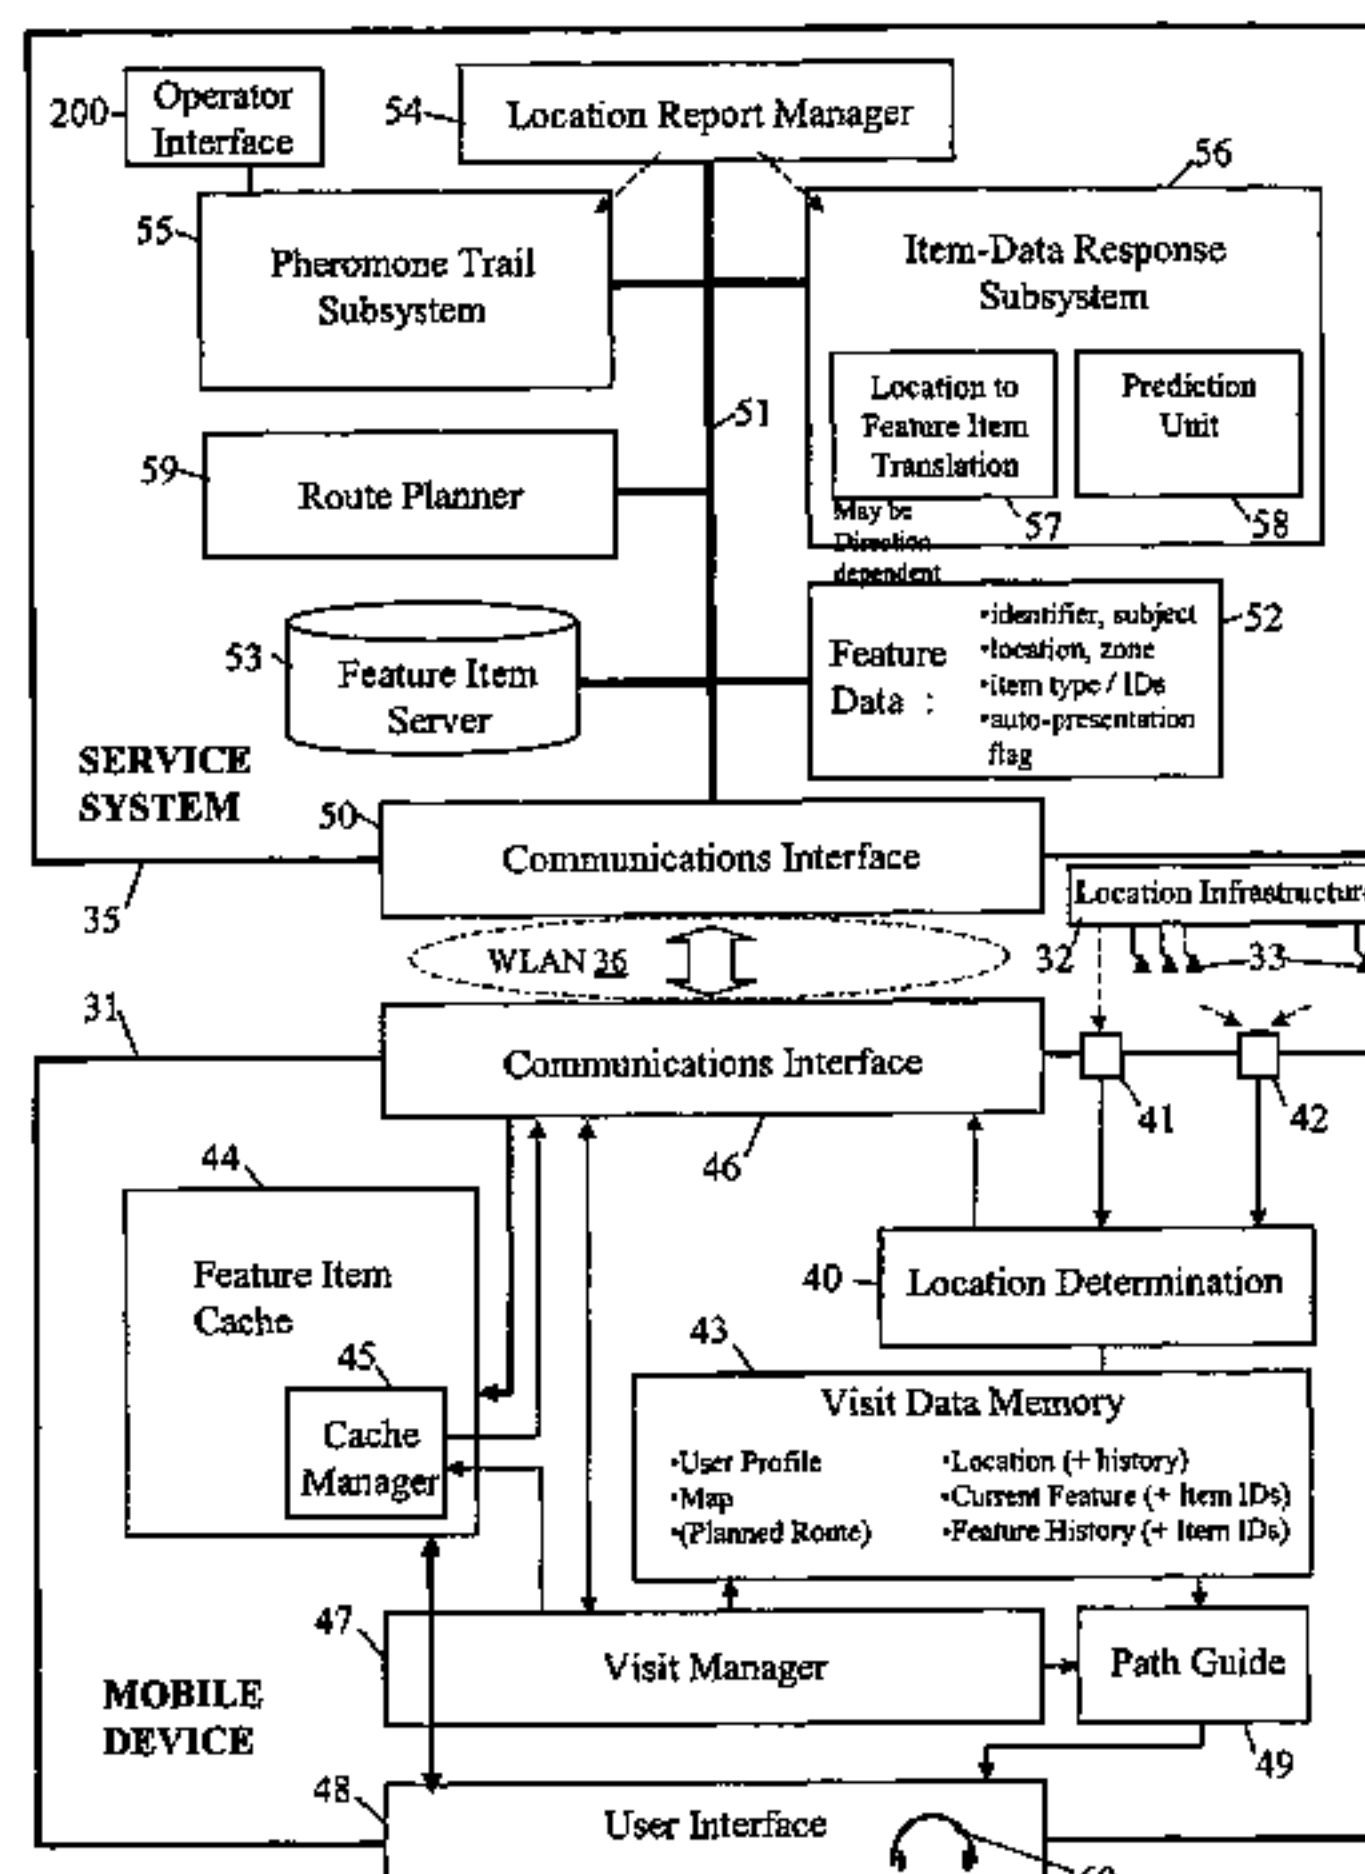 200
Operator
Interface
54
Location Report Manager
56
55
Pheromone Trail
Subsystem
Item-Data Response
Subsystem
51
Location to
Feature Item
Translation
Prediction
Unit
59
Route Planner
May be
Direction
dependent
57
58
53
Feature Item
Server
Feature
Data :
•identifier, subject
•location, zone
•item type / IDs
•auto-presentation
flag
52
SERVICE
SYSTEM
50
Communications Interface
35
Location Infrastructur
WLAN 36
32
33
31
Communications Interface
41
42
44
46
Feature Item
Cache
40
Location Determination
43
45
Cache
Manager
Visit Data Memory
•User Profile
•Map
•(Planned Route)
•Location (+ history)
•Current Feature (+ Item IDs)
•Feature History (+ Item IDs)
47
Visit Manager
Path Guide
MOBILE
DEVICE
49
48
User Interface